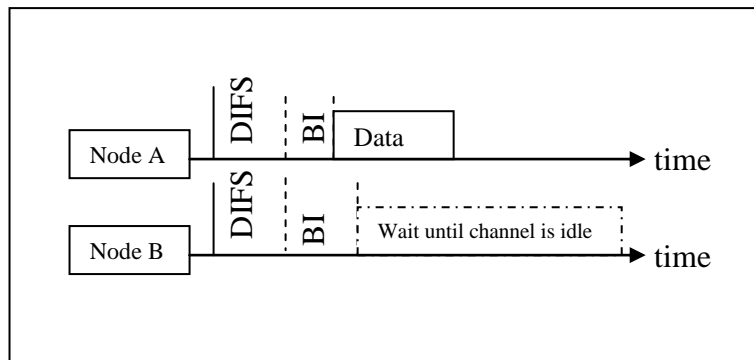 DIFS
BI
Node A
Data
time
DIFS
BI
Node B
Wait until channel is idle
time